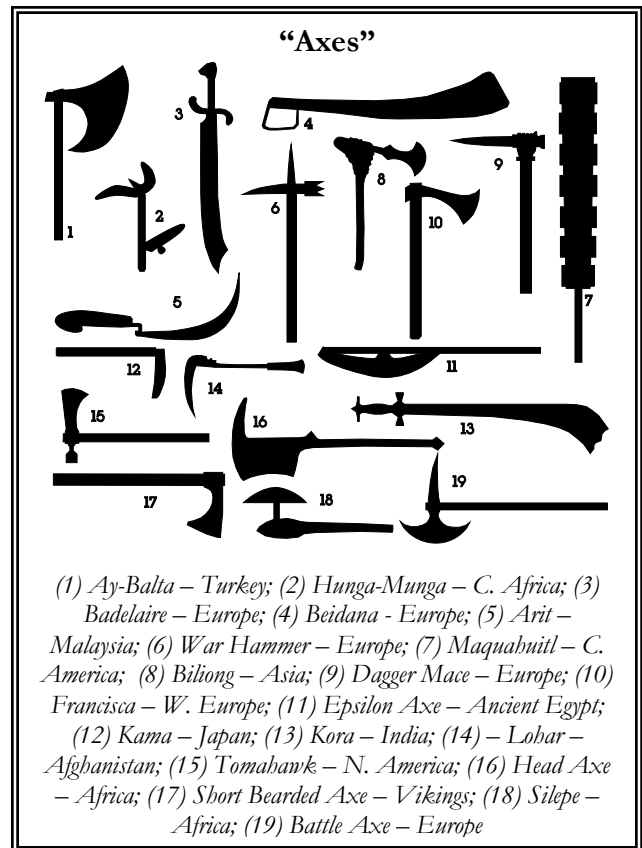 “Axes”
3
4
9
8
1
2
6
10
7
5
12
14
11
15
16
13
17
18
19
(1) Ay-Balta – Turkey; (2) Hunga-Munga – C. Africa; (3)
Badelaire – Europe; (4) Beidana - Europe; (5) Arit –
Malaysia; (6) War Hammer – Europe; (7) Maquahuitl – C.
America; (8) Biliong – Asia; (9) Dagger Mace – Europe; (10)
Francisca – W. Europe; (11) Epsilon Axe – Ancient Egypt;
(12) Kama – Japan; (13) Kora – India; (14) – Lohar –
Afghanistan; (15) Tomahawk – N. America; (16) Head Axe
– Africa; (17) Short Bearded Axe – Vikings; (18) Silepe –
Africa; (19) Battle Axe – Europe